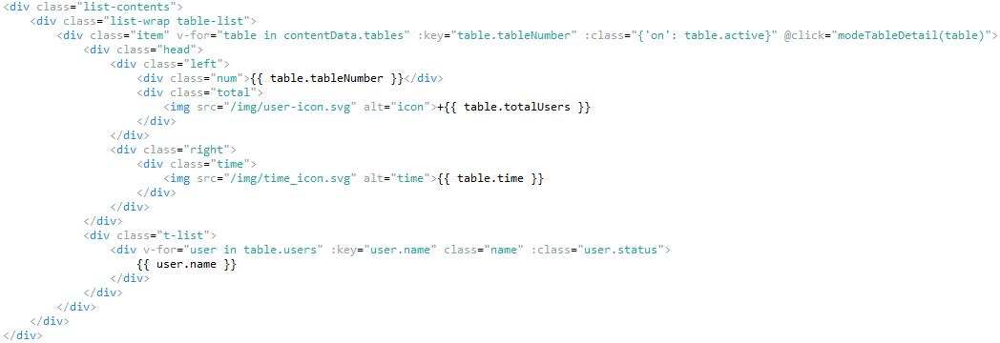 <div class="list-contents">
    <div class="list-wrap table-list">
        <div class="item" v-for="table in contentData.tables" :key="table.tableNumber" :class="{'on': table.active}" @click="modeTableDetail(table)">
            <div class="head">
                <div class="left">
                    <div class="num">{{ table.tableNumber }}</div>
                    <div class="total">
                        <img src="/img/user-icon.svg" alt="icon">+{{ table.totalUsers }}
                    </div>
                </div>
                <div class="right">
                    <div class="time">
                        <img src="/img/time_icon.svg" alt="time">{{ table.time }}
                    </div>
                </div>
            </div>
            <div class="t-list">
                <div v-for="user in table.users" :key="user.name" class="name" :class="user.status">
                    {{ user.name }}
                </div>
            </div>
        </div>
    </div>
</div>